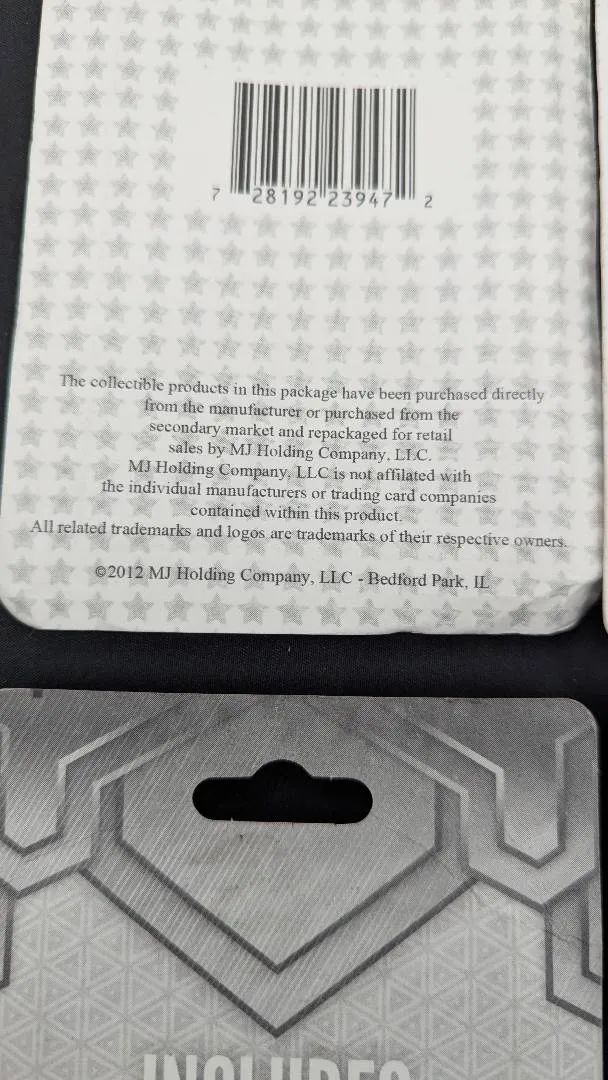 7 28192 23947 2
The collectible products in this package have been purchased directly
from the manufacturer or purchased from the
secondary market and repackaged for retail
sales by MJ Holding Company, LLC.
MJ Holding Company, LLC is not affilated with
the individual manufacturers or trading card companies
contained within this product.
All related trademarks and logos are trademarks of their respective owners.
©2012 MJ Holding Company, LLC - Bedford Park, IL
INCLUDES